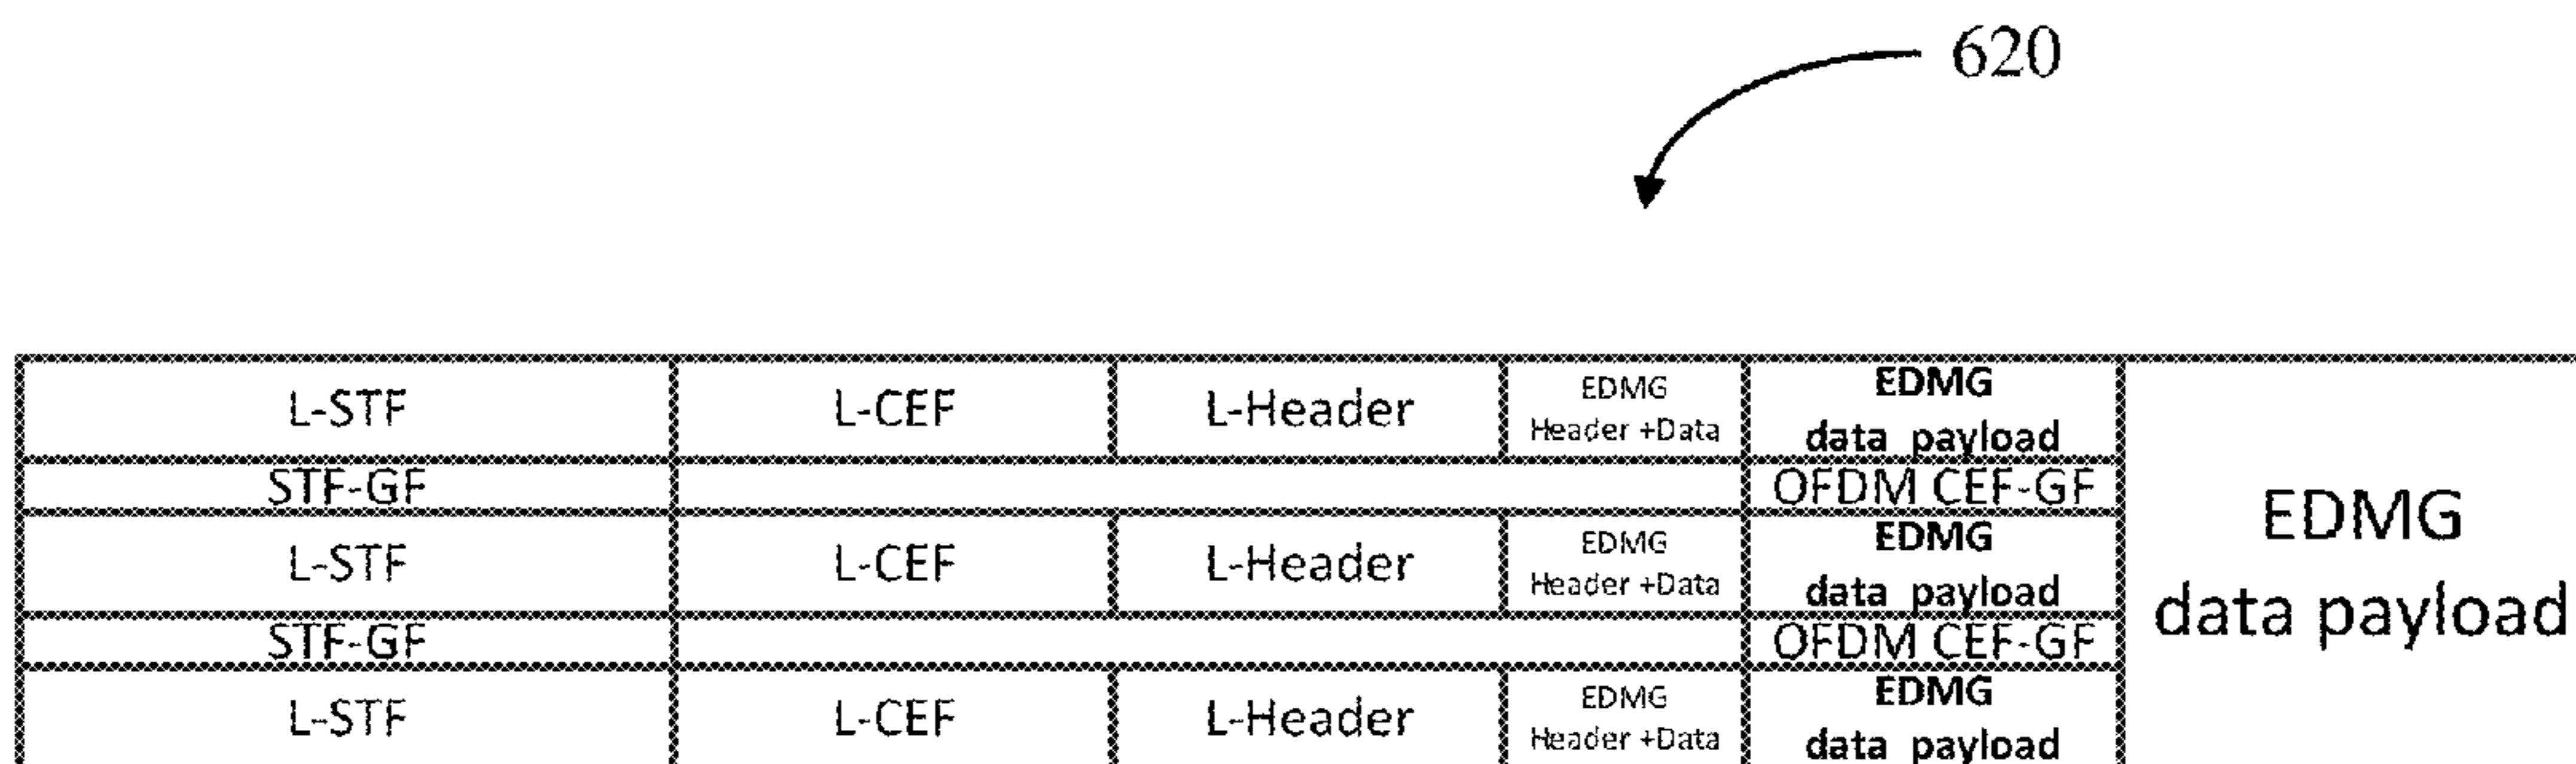 620
L-STF L-CEF L-Header EDMG Header +Data EDMG data payload
STF-GF OFDM CEF-GF
L-STF L-CEF L-Header EDMG Header +Data EDMG data payload
STF-GF OFDM CEF-GF
L-STF L-CEF L-Header EDMG Header +Data EDMG data payload
EDMG
data payload